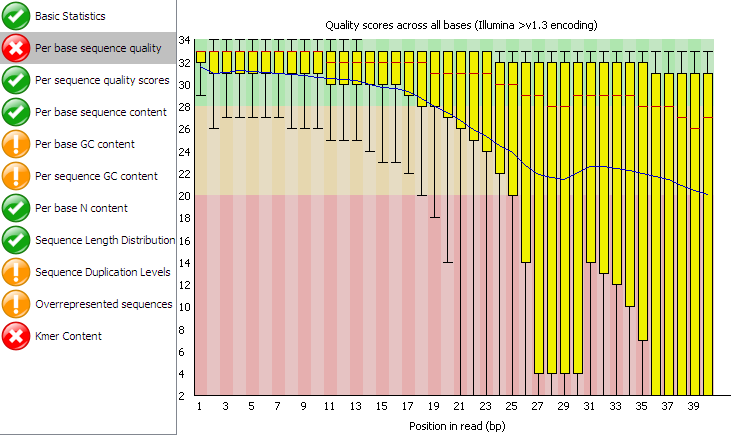 Basic Statistics
Per base sequence quality
Per sequence quality scores
Per base sequence content
Per base GC content
Per sequence GC content
Per base N content
Sequence Length Distribution
Sequence Duplication Levels
Overrepresented sequences
Kmer Content
Quality scores across all bases (Illumina >v1.3 encoding)
34
32
30
28
26
24
22
20
18
16
14
12
10
8
6
4
2
1 3 5 7 9 11 13 15 17 19 21 23 25 27 29 31 33 35 37 39
Position in read (bp)